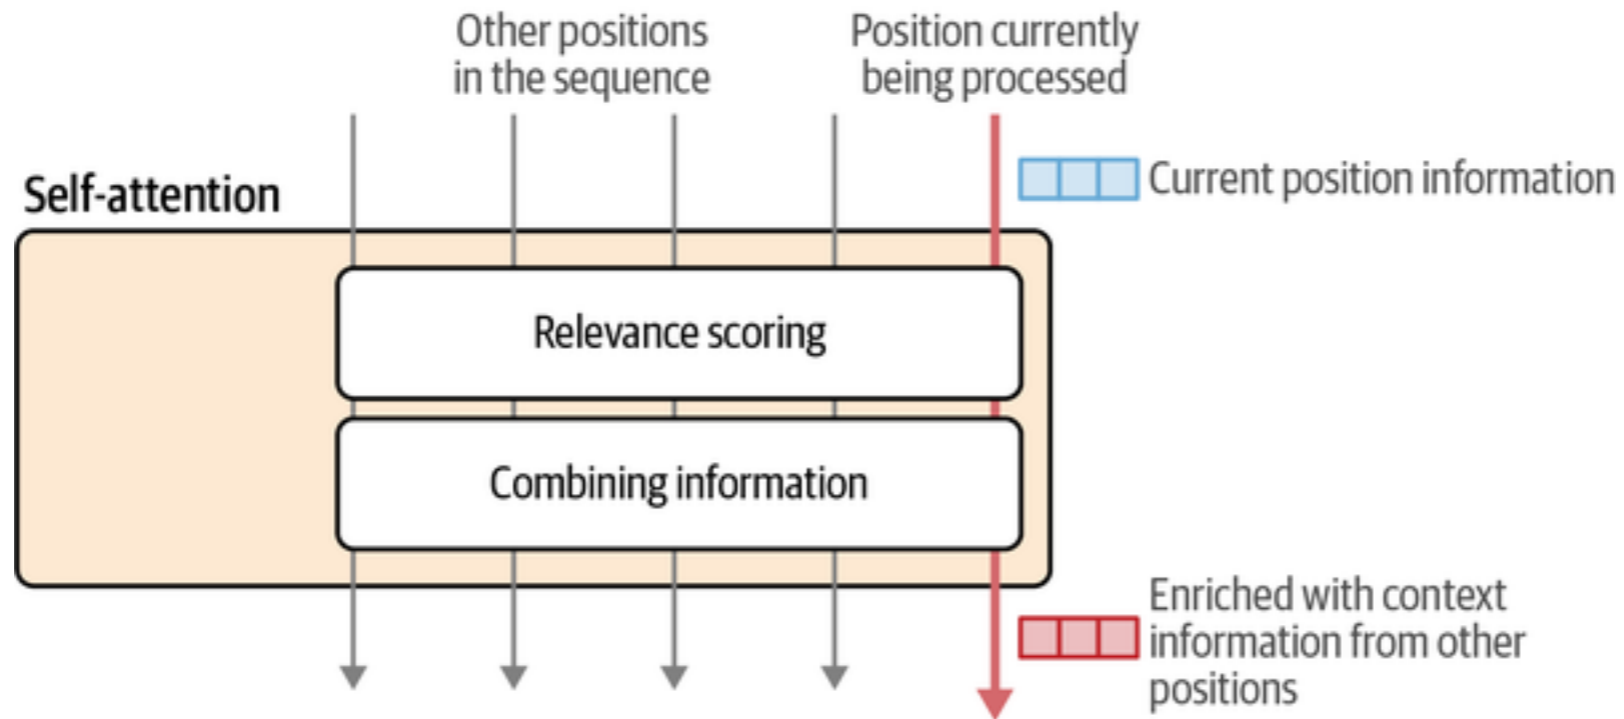 Other positions
in the sequence
Position currently
being processed
Current position information
Self-attention
Relevance scoring
Combining information
Enriched with context
information from other
positions